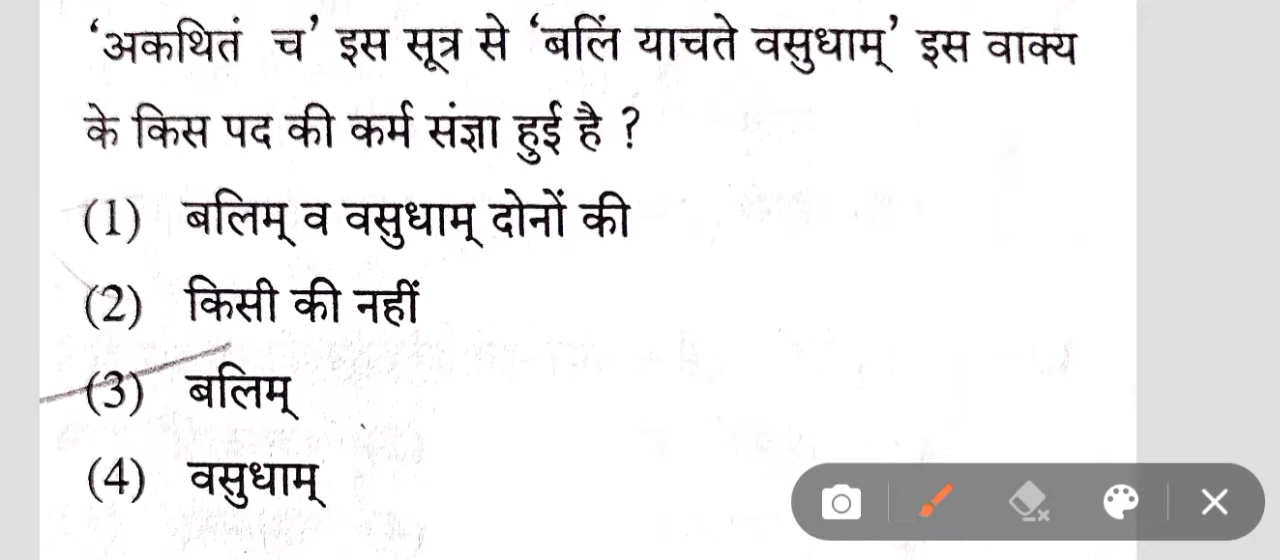 ‘अकथितं च’ इस सूत्र से ‘बलिं याचते वसुधाम्’ इस वाक्य
के किस पद की कर्म संज्ञा हुई है ?
(1) बलिम् व वसुधाम् दोनों की
(2) किसी की नहीं
(3) बलिम्
(4) वसुधाम्